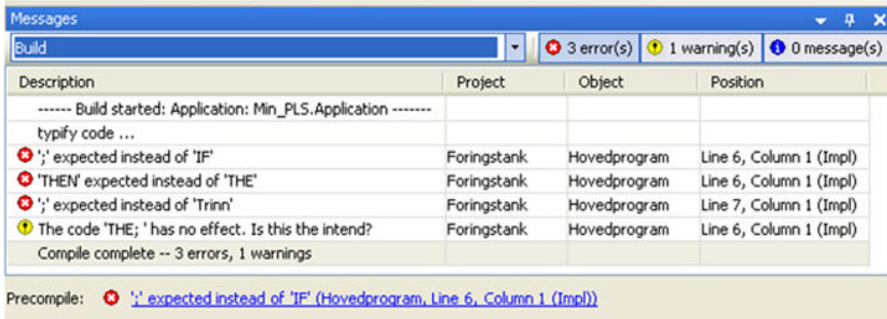 Messages
Build 3 error(s) 1 warning(s) 0 message(s)
Description Project Object Position
------ Build started: Application: Min_PLS.Application -------
typify code ...
';' expected instead of 'IF' Foringstank Hovedprogram Line 6, Column 1 (Impl)
'THEN' expected instead of 'THE' Foringstank Hovedprogram Line 6, Column 1 (Impl)
';' expected instead of 'Trinn' Foringstank Hovedprogram Line 7, Column 1 (Impl)
The code 'THE; ' has no effect. Is this the intend? Foringstank Hovedprogram Line 6, Column 1 (Impl)
Compile complete -- 3 errors, 1 warnings
Precompile: ';' expected instead of 'IF' (Hovedprogram, Line 6, Column 1 (Impl))